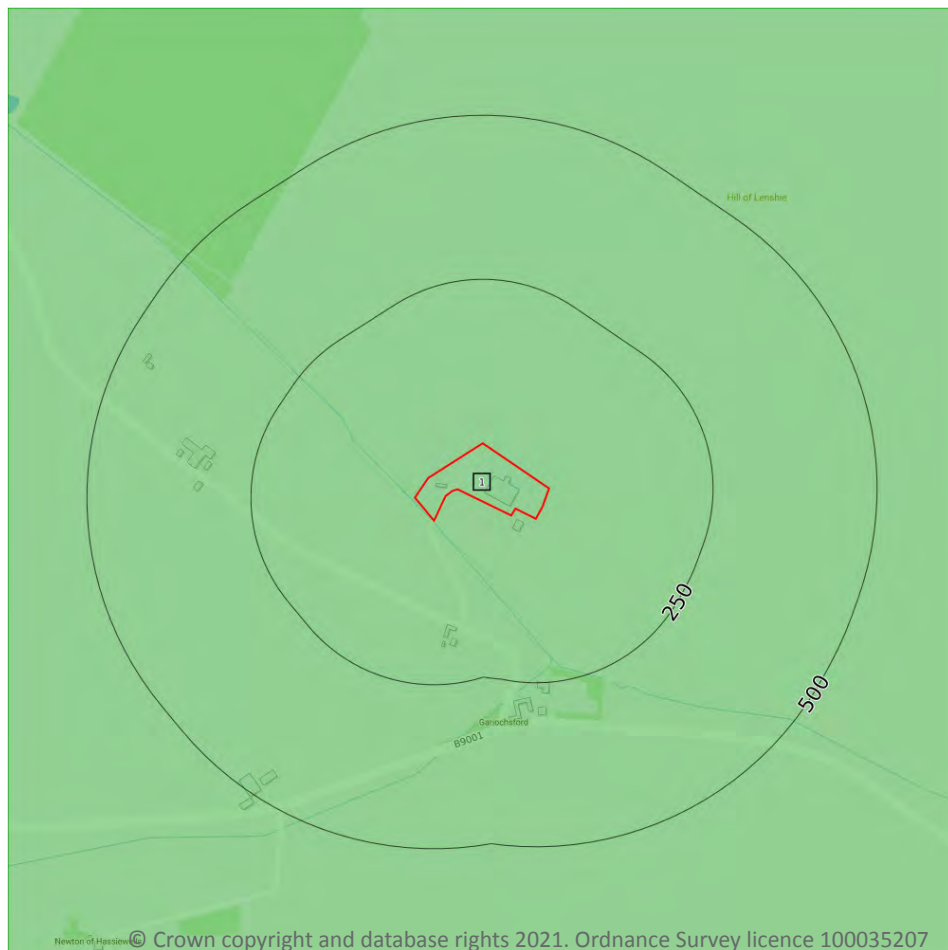 Hill of Lenshie
1
250
500
Gariochsford
B9001
Newton of Hassiewells
© Crown copyright and database rights 2021. Ordnance Survey licence 100035207